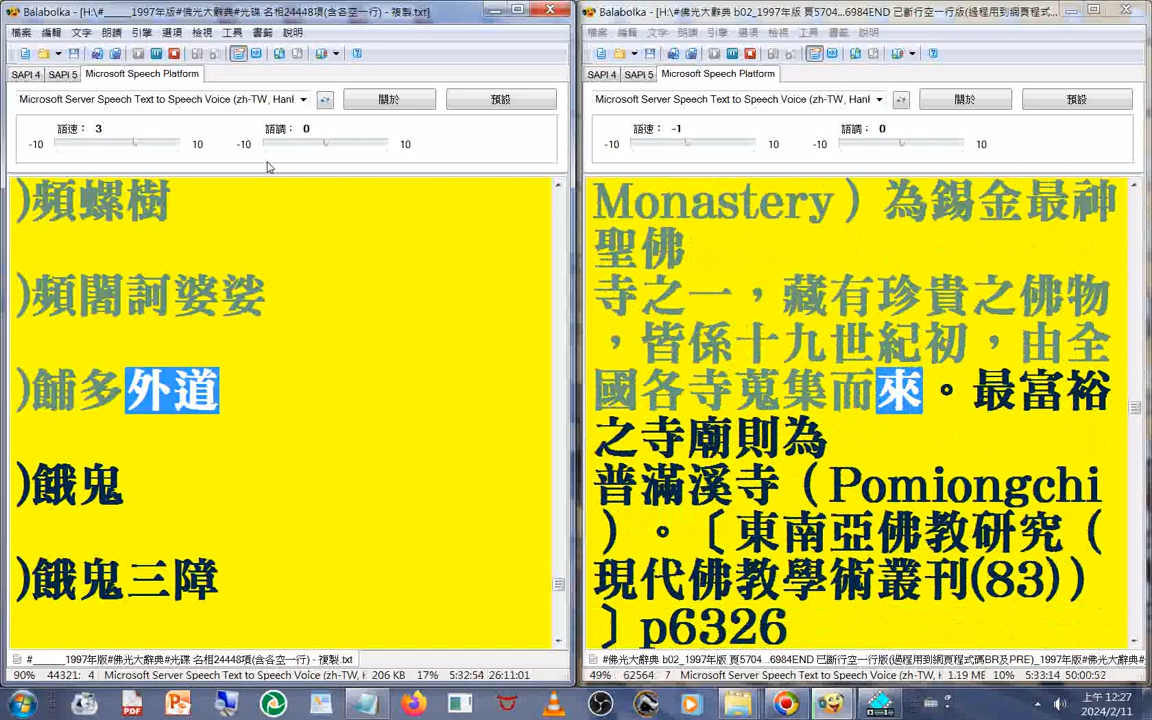 Balabolka - [H:\#_____1997年版#佛光大辭典#光碟 名相24448項(含各空一行) - 複製.txt]
檔案 編輯 文字 朗讀 引擎 選項 檢視 工具 書籤 說明
SAPI 4 SAPI 5 Microsoft Speech Platform
Microsoft Server Speech Text to Speech Voice (zh-TW, Hanl
關於
預設
語速： 3
語調： 0
-10 10 -10 10
)頻螺樹
)頻闍訶婆娑
)餔多外道
)餓鬼
)餓鬼三障
#_____1997年版#佛光大辭典#光碟 名相24448項(含各空一行) - 複製.txt
90% 44321: 4 Microsoft Server Speech Text to Speech Voice (zh-TW, H 206 KB 17% 5:32:54 26:11:01
Balabolka - [H:\#佛光大辭典 b02_1997年版 頁5704...6984END 已斷行空一行版(過程用到網頁程式...
檔案 編輯 文字 朗讀 引擎 選項 檢視 工具 書籤 說明
SAPI 4 SAPI 5 Microsoft Speech Platform
Microsoft Server Speech Text to Speech Voice (zh-TW, Hanl
關於
預設
語速： -1
語調： 0
-10 10 -10 10
Monastery）為錫金最神
聖佛
寺之一，藏有珍貴之佛物
，皆係十九世紀初，由全
國各寺蒐集而來。最富裕
之寺廟則為
普滿溪寺（Pomiongchi
）。〔東南亞佛教研究（
現代佛教學術叢刊(83)）
〕p6326
#佛光大辭典 b02_1997年版 頁5704...6984END 已斷行空一行版(過程用到網頁程式碼BR及PRE)_1997年版#佛光大辭典#
49% 62564: 7 Microsoft Server Speech Text to Speech Voice (zh-TW, H 1.19 ME 10% 5:33:14 50:00:52
上午 12:27
2024/2/11